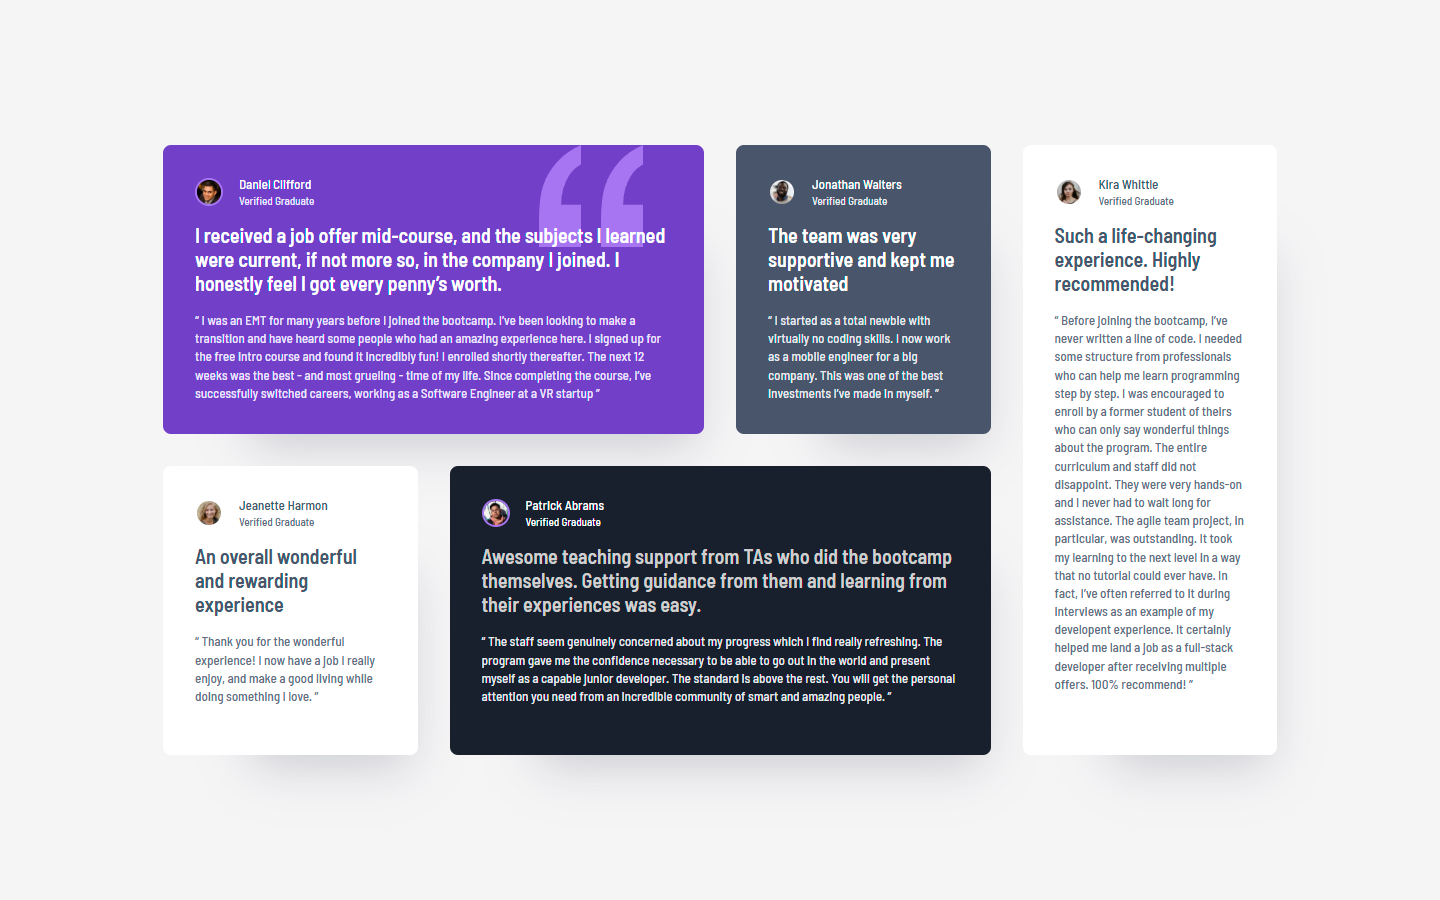 Daniel Clifford
Verified Graduate
I received a job offer mid-course, and the subjects I learned
were current, if not more so, in the company I joined. I
honestly feel I got every penny’s worth.
“ I was an EMT for many years before I joined the bootcamp. I’ve been looking to make a
transition and have heard some people who had an amazing experience here. I signed up for
the free intro course and found it incredibly fun! I enrolled shortly thereafter. The next 12
weeks was the best - and most grueling - time of my life. Since completing the course, I’ve
successfully switched careers, working as a Software Engineer at a VR startup ”
Jonathan Walters
Verified Graduate
The team was very
supportive and kept me
motivated
“ I started as a total newbie with
virtually no coding skills. I now work
as a mobile engineer for a big
company. This was one of the best
investments I’ve made in myself. ”
Kira Whittle
Verified Graduate
Such a life-changing
experience. Highly
recommended!
“ Before joining the bootcamp, I’ve
never written a line of code. I needed
some structure from professionals
who can help me learn programming
step by step. I was encouraged to
enroll by a former student of theirs
who can only say wonderful things
about the program. The entire
curriculum and staff did not
disappoint. They were very hands-on
and I never had to wait long for
assistance. The agile team project, in
particular, was outstanding. It took
my learning to the next level in a way
that no tutorial could ever have. In
fact, I’ve often referred to it during
interviews as an example of my
developent experience. It certainly
helped me land a job as a full-stack
developer after receiving multiple
offers. 100% recommend! ”
Jeanette Harmon
Verified Graduate
An overall wonderful
and rewarding
experience
“ Thank you for the wonderful
experience! I now have a job I really
enjoy, and make a good living while
doing something I love. ”
Patrick Abrams
Verified Graduate
Awesome teaching support from TAs who did the bootcamp
themselves. Getting guidance from them and learning from
their experiences was easy.
“ The staff seem genuinely concerned about my progress which I find really refreshing. The
program gave me the confidence necessary to be able to go out in the world and present
myself as a capable junior developer. The standard is above the rest. You will get the personal
attention you need from an incredible community of smart and amazing people. ”